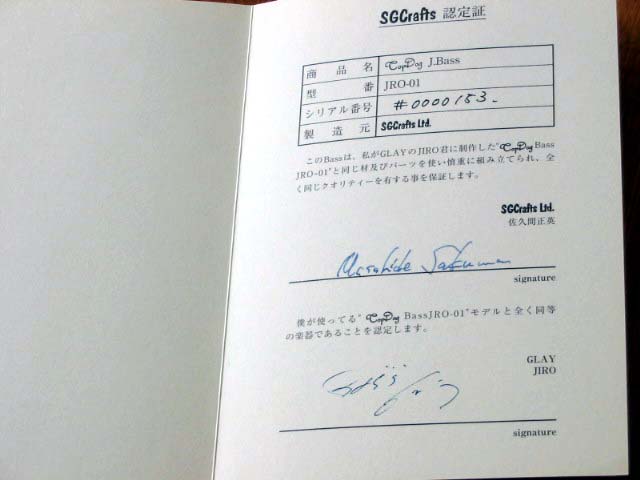 SGCrafts 認定証
商品名 TopDog J.Bass
型番 JRO-01
シリアル番号 #0000153-
製造元 SGCrafts Ltd.
このBassは、私がGLAYのJIRO君に制作した"TopDog Bass
JRO-01"と同じ材及びパーツを使い慎重に組み立てられ、全
く同じクオリティーを有する事を保証します。
SGCrafts Ltd.
佐久間正英
Masahide Sakuma
signature
僕が使ってる"TopDog BassJRO-01"モデルと全く同等
の楽器であることを認定します。
GLAY
JIRO
signature